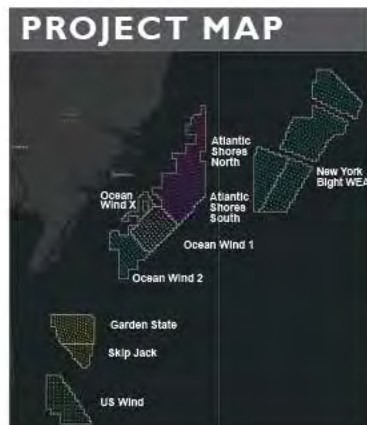 PROJECT MAP
Atlantic
Shores
North
New York
Bight WEA
Ocean
Wind X
Atlantic
Shores
South
Ocean Wind 1
Ocean Wind 2
Garden State
Skip Jack
US Wind